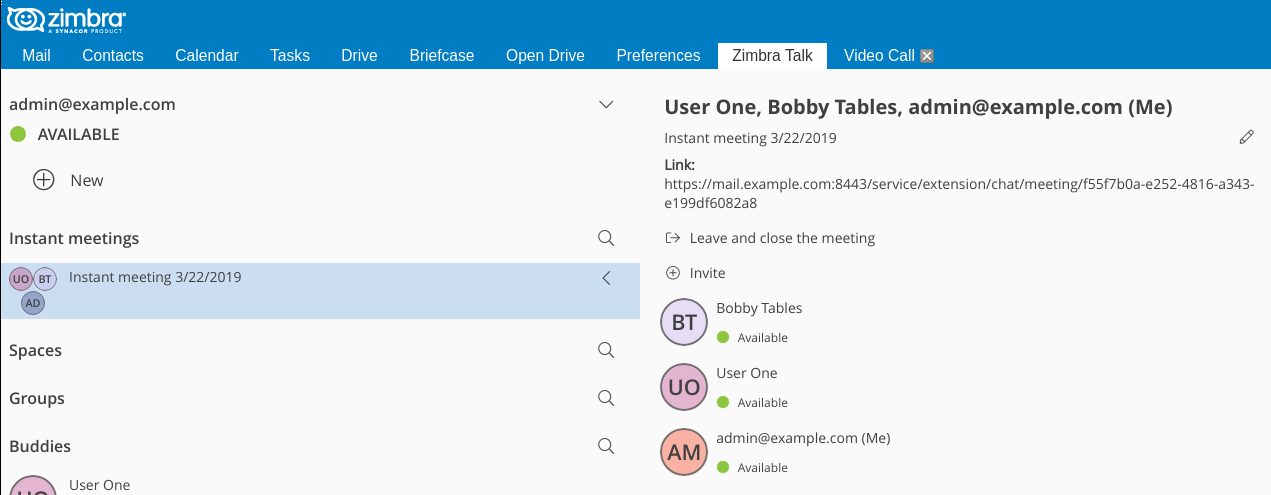 zimbra
A SYNACOR PRODUCT
Mail Contacts Calendar Tasks Drive Briefcase Open Drive Preferences Zimbra Talk Video Call
admin@example.com
AVAILABLE
New
Instant meetings
UO BT Instant meeting 3/22/2019
AD
Spaces
Groups
Buddies
UO User One
User One, Bobby Tables, admin@example.com (Me)
Instant meeting 3/22/2019
Link:
https://mail.example.com:8443/service/extension/chat/meeting/f55f7b0a-e252-4816-a343-
e199df6082a8
Leave and close the meeting
Invite
BT Bobby Tables
Available
UO User One
Available
AM admin@example.com (Me)
Available